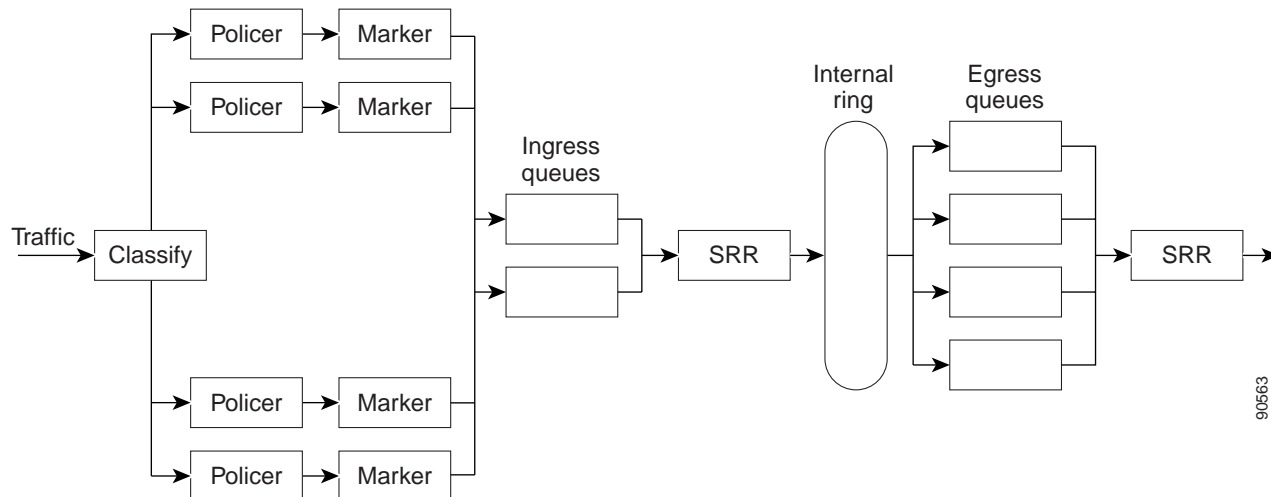 Policer
Marker
Policer
Marker
Internal
ring
Egress
queues
Ingress
queues
Traffic
Classify
SRR
SRR
Policer
Marker
Policer
Marker
90563